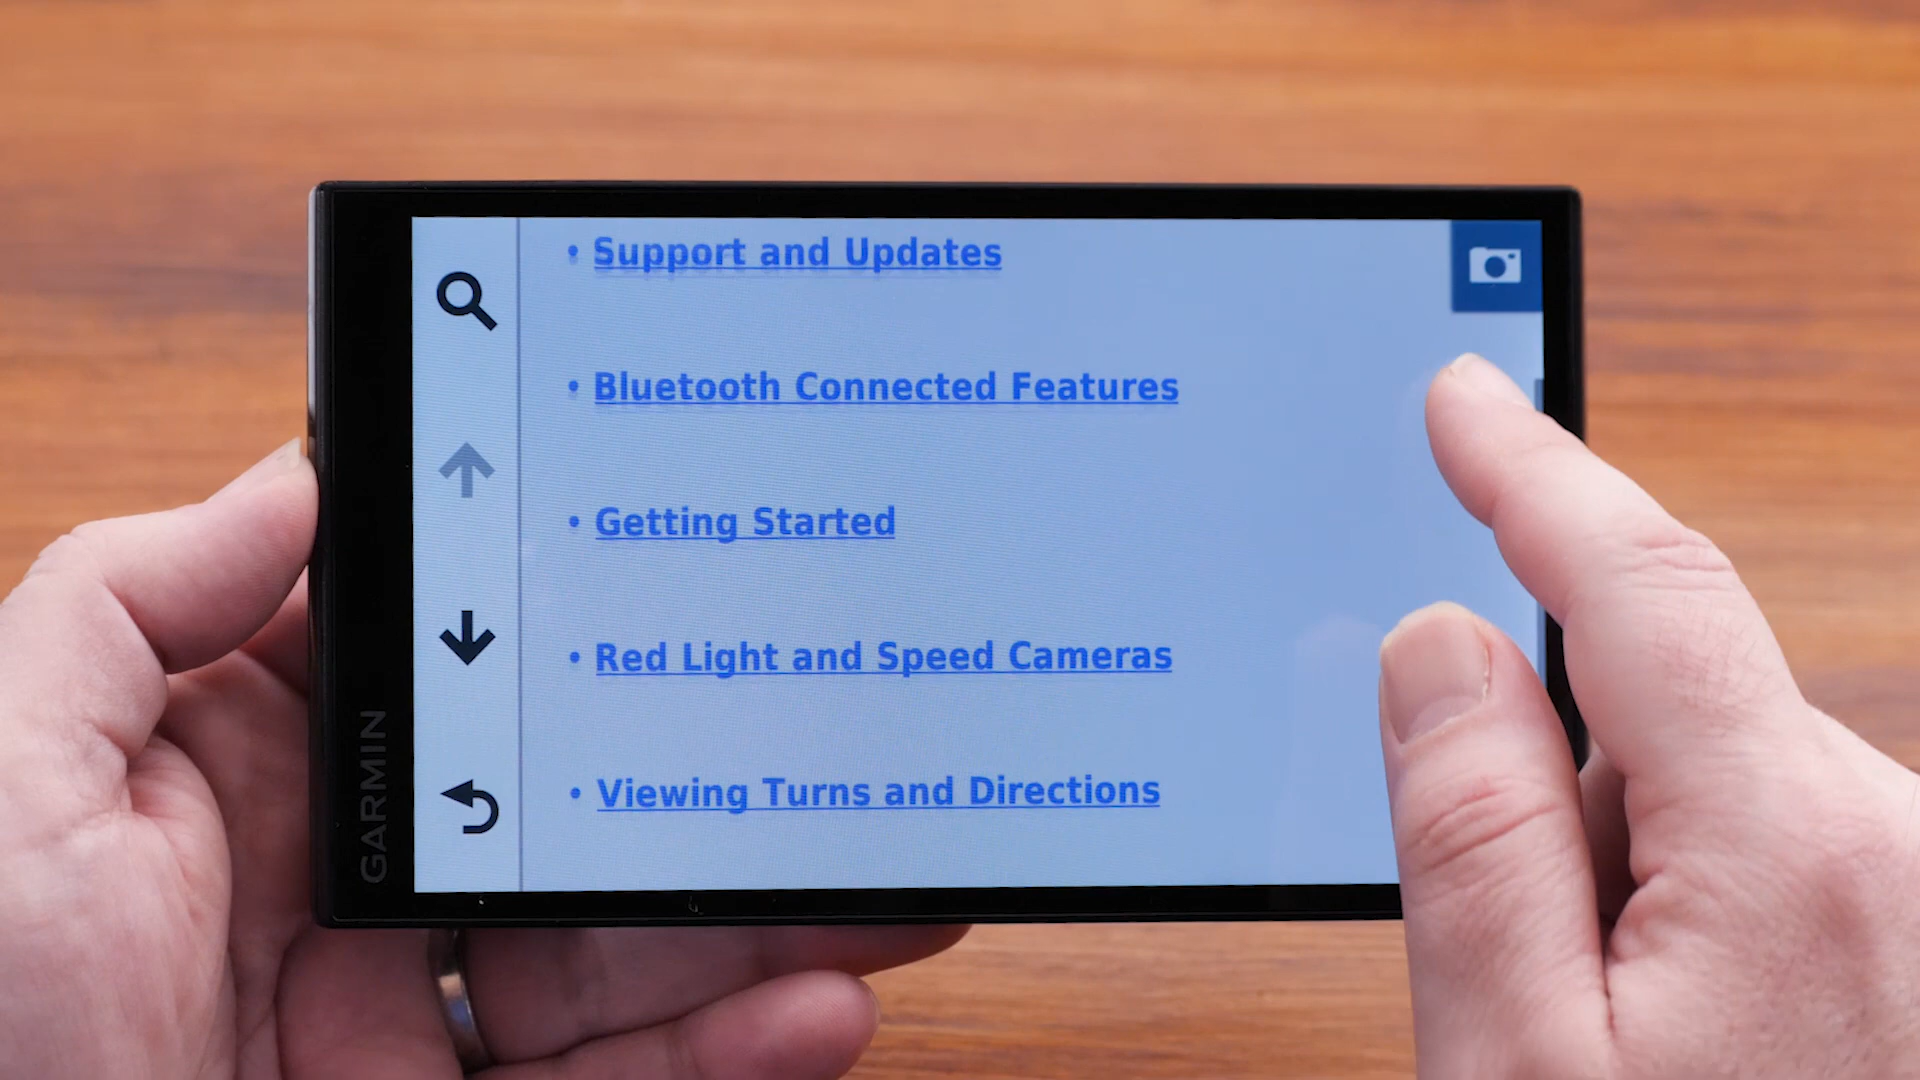 • Support and Updates
• Bluetooth Connected Features
• Getting Started
• Red Light and Speed Cameras
• Viewing Turns and Directions
GARMIN